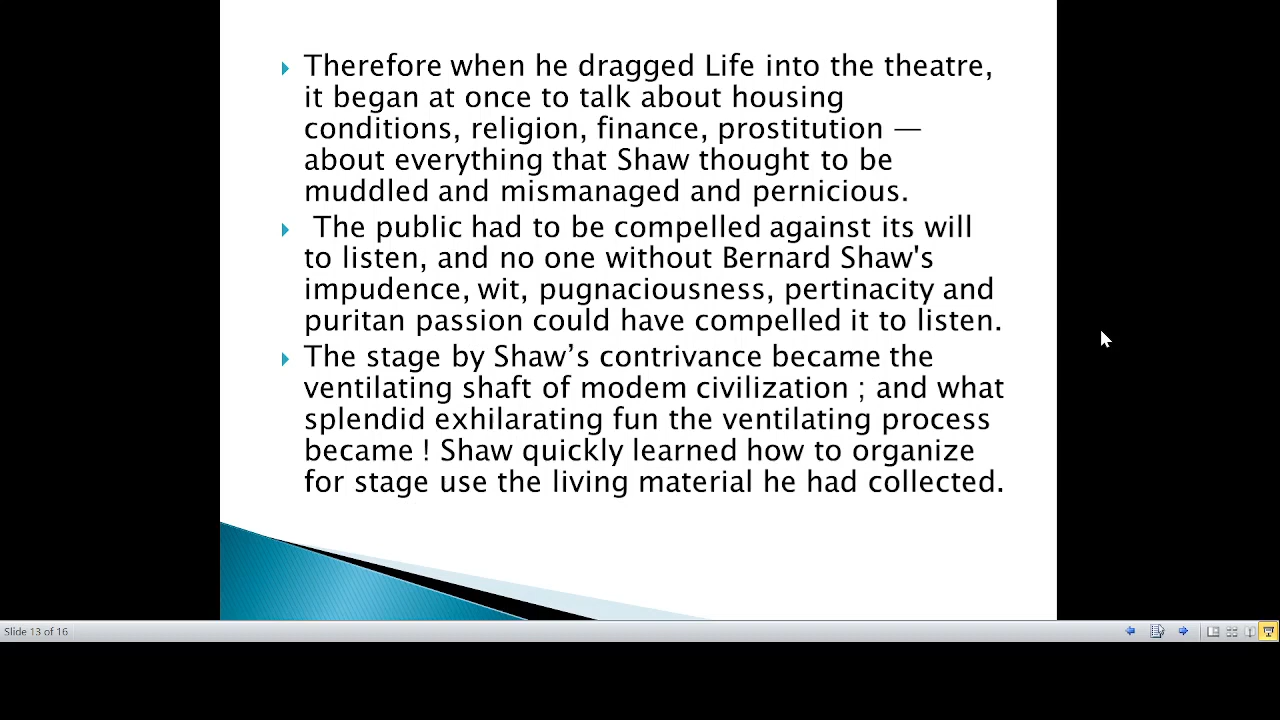 Therefore when he dragged Life into the theatre,
it began at once to talk about housing
conditions, religion, finance, prostitution —
about everything that Shaw thought to be
muddled and mismanaged and pernicious.
The public had to be compelled against its will
to listen, and no one without Bernard Shaw's
impudence, wit, pugnaciousness, pertinacity and
puritan passion could have compelled it to listen.
The stage by Shaw’s contrivance became the
ventilating shaft of modem civilization ; and what
splendid exhilarating fun the ventilating process
became ! Shaw quickly learned how to organize
for stage use the living material he had collected.
Slide 13 of 16